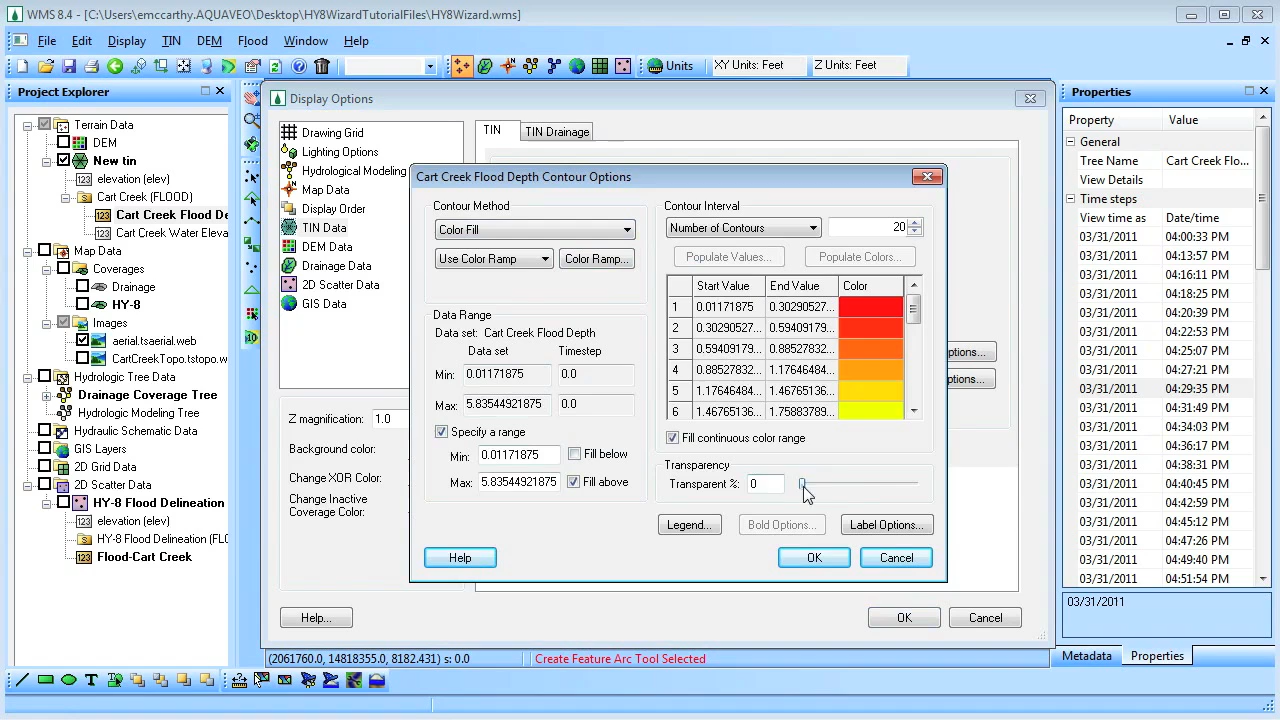 WMS 8.4 - [C:\Users\emccarthy.AQUAVEO\Desktop\HY8WizardTutorialFiles\HY8Wizard.wms]
File Edit Display TIN DEM Flood Window Help
Units XY Units: Feet Z Units: Feet
Project Explorer
Terrain Data
DEM
New tin
elevation (elev)
Cart Creek (FLOOD)
Cart Creek Flood De
Cart Creek Water Eleva
Map Data
Coverages
Drainage
HY-8
Images
aerial.tsaerial.web
CartCreekTopo.tstopo.w
Hydrologic Data
Drainage Coverage Tree
Hydrologic Modeling Tree
Hydraulic Schematic Data
GIS Layers
2D Grid Data
2D Scatter Data
HY-8 Flood Delineation
elevation (elev)
HY-8 Flood Delineation (FLO
Flood-Cart Creek
Display Options
Drawing Grid
Lighting Options
Hydrological Modeling
Map Data
Display Order
TIN Data
DEM Data
Drainage Data
2D Scatter Data
GIS Data
TIN TIN Drainage
Z magnification: 1.0
Background color:
Change XOR Color:
Change Inactive
Coverage Color:
ptions...
ptions...
Help... OK Cancel
Cart Creek Flood Depth Contour Options
Contour Method
Color Fill
Use Color Ramp Color Ramp...
Data Range
Data set: Cart Creek Flood Depth
Data set Timestep
Min: 0.01171875 0.0
Max: 5.83544921875 0.0
Specify a range
Min: 0.01171875 Fill below
Max: 5.83544921875 Fill above
Contour Interval
Number of Contours 20
Populate Values... Populate Colors...
Start Value End Value Color
1 0.01171875 0.30290527...
2 0.30290527... 0.59409179...
3 0.59409179... 0.88527832...
4 0.88527832... 1.17646484...
5 1.17646484... 1.46765136...
6 1.46765136... 1.75883789...
Fill continuous color range
Transparency
Transparent %: 0
Legend... Bold Options... Label Options...
Help OK Cancel
Properties
Property Value
General
Tree Name Cart Creek Flo...
View Details
Time steps
View time as Date/time
03/31/2011 04:00:33 PM
03/31/2011 04:13:57 PM
03/31/2011 04:16:11 PM
03/31/2011 04:18:25 PM
03/31/2011 04:20:39 PM
03/31/2011 04:22:53 PM
03/31/2011 04:25:07 PM
03/31/2011 04:27:21 PM
03/31/2011 04:29:35 PM
03/31/2011 04:31:49 PM
03/31/2011 04:34:03 PM
03/31/2011 04:36:17 PM
03/31/2011 04:38:31 PM
03/31/2011 04:40:45 PM
03/31/2011 04:42:59 PM
03/31/2011 04:45:12 PM
03/31/2011 04:47:26 PM
03/31/2011 04:49:40 PM
03/31/2011 04:51:54 PM
03/31/2011
Metadata Properties
(2061760.0, 14818355.0, 8182.431) s: 0.0 Create Feature Arc Tool Selected